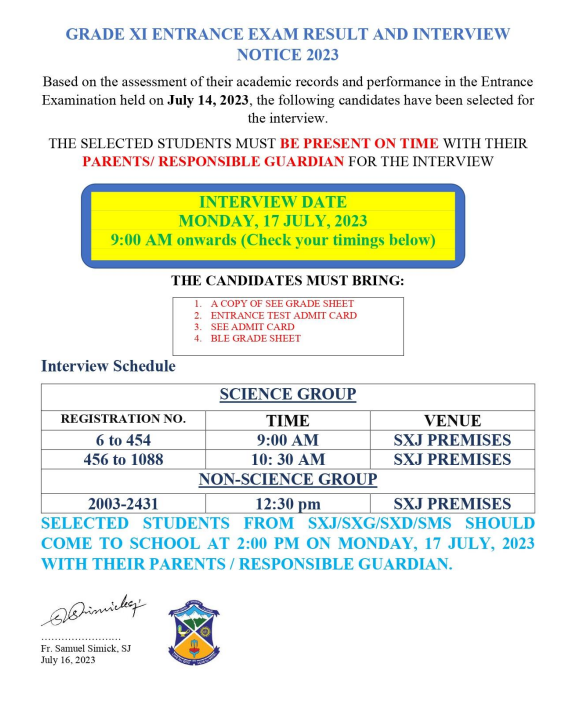 GRADE XI ENTRANCE EXAM RESULT AND INTERVIEW
NOTICE 2023
Based on the assessment of their academic records and performance in the Entrance
Examination held on July 14, 2023, the following candidates have been selected for
the interview.
THE SELECTED STUDENTS MUST BE PRESENT ON TIME WITH THEIR
PARENTS/ RESPONSIBLE GUARDIAN FOR THE INTERVIEW
INTERVIEW DATE
MONDAY, 17 JULY, 2023
9:00 AM onwards (Check your timings below)
THE CANDIDATES MUST BRING:
1. A COPY OF SEE GRADE SHEET
2. ENTRANCE TEST ADMIT CARD
3. SEE ADMIT CARD
4. BLE GRADE SHEET
Interview Schedule
SCIENCE GROUP
REGISTRATION NO. TIME VENUE
6 to 454 9:00 AM SXJ PREMISES
456 to 1088 10: 30 AM SXJ PREMISES
NON-SCIENCE GROUP
2003-2431 12:30 pm SXJ PREMISES
SELECTED STUDENTS FROM SXJ/SXG/SXD/SMS SHOULD
COME TO SCHOOL AT 2:00 PM ON MONDAY, 17 JULY, 2023
WITH THEIR PARENTS / RESPONSIBLE GUARDIAN.
........................
Fr. Samuel Simick, SJ
July 16, 2023